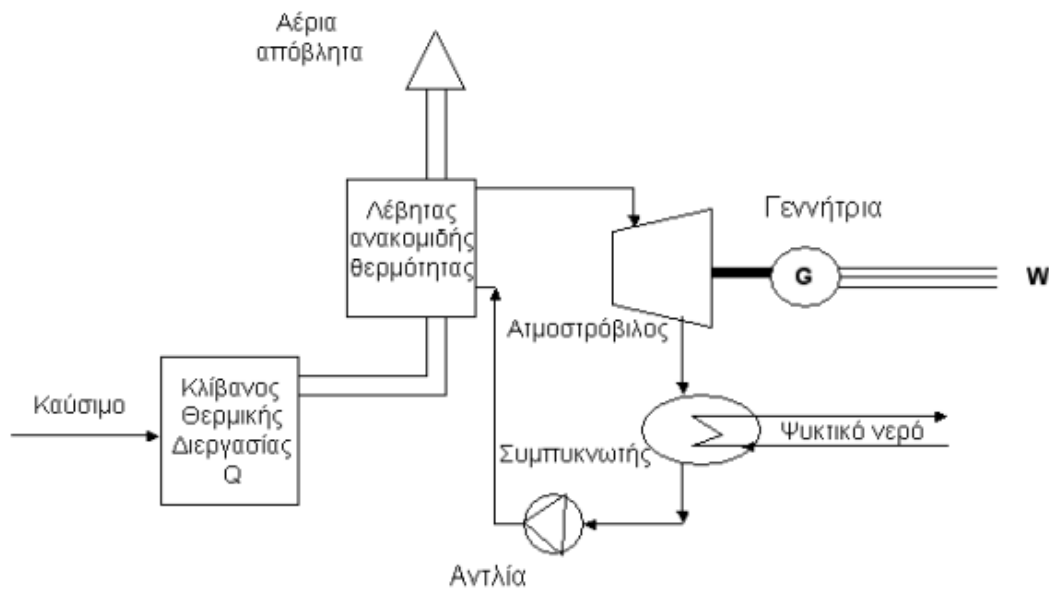 Αέρια
απόβλητα
Λέβητας
ανακομιδής
θερμότητας
Γεννήτρια
G
W
Ατμοστρόβιλος
Καύσιμο
Κλίβανος
Θερμικής
Διεργασίας
Q
Ψυκτικό νερό
Συμπυκνωτής
Αντλία